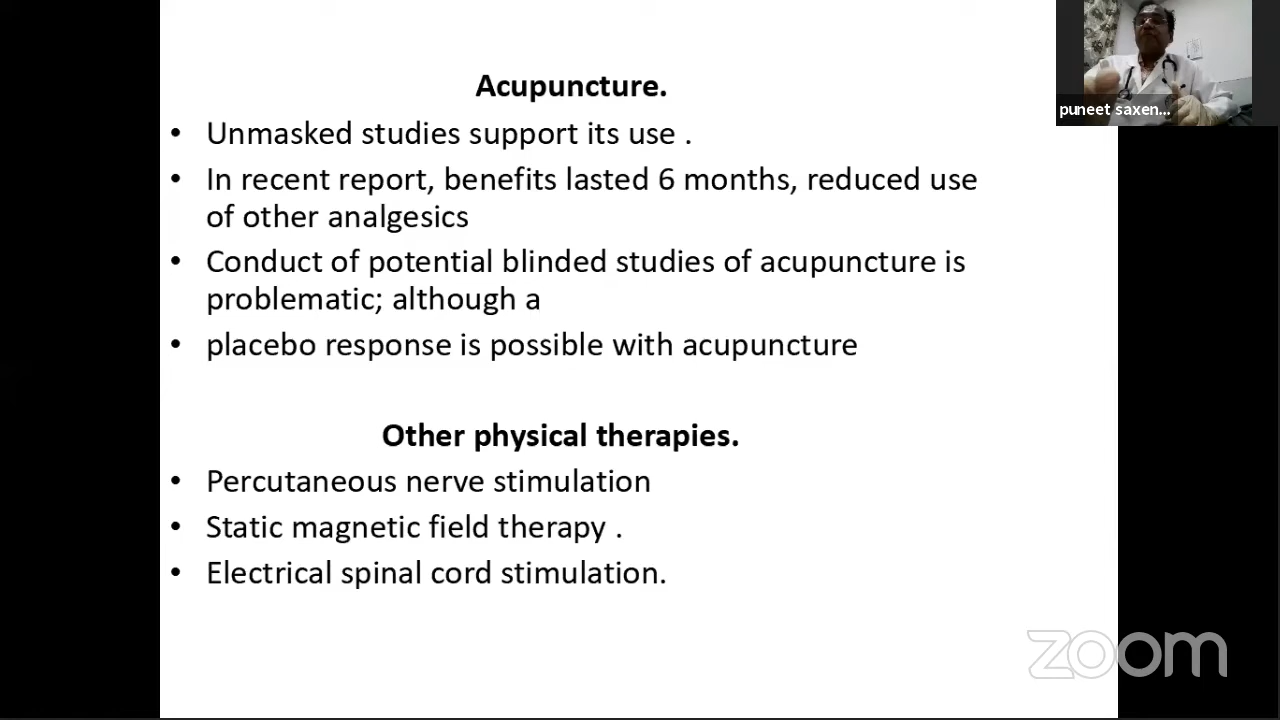 Acupuncture.
• Unmasked studies support its use .
• In recent report, benefits lasted 6 months, reduced use
of other analgesics
• Conduct of potential blinded studies of acupuncture is
problematic; although a
• placebo response is possible with acupuncture
Other physical therapies.
• Percutaneous nerve stimulation
• Static magnetic field therapy .
• Electrical spinal cord stimulation.
puneet saxen...
zoom